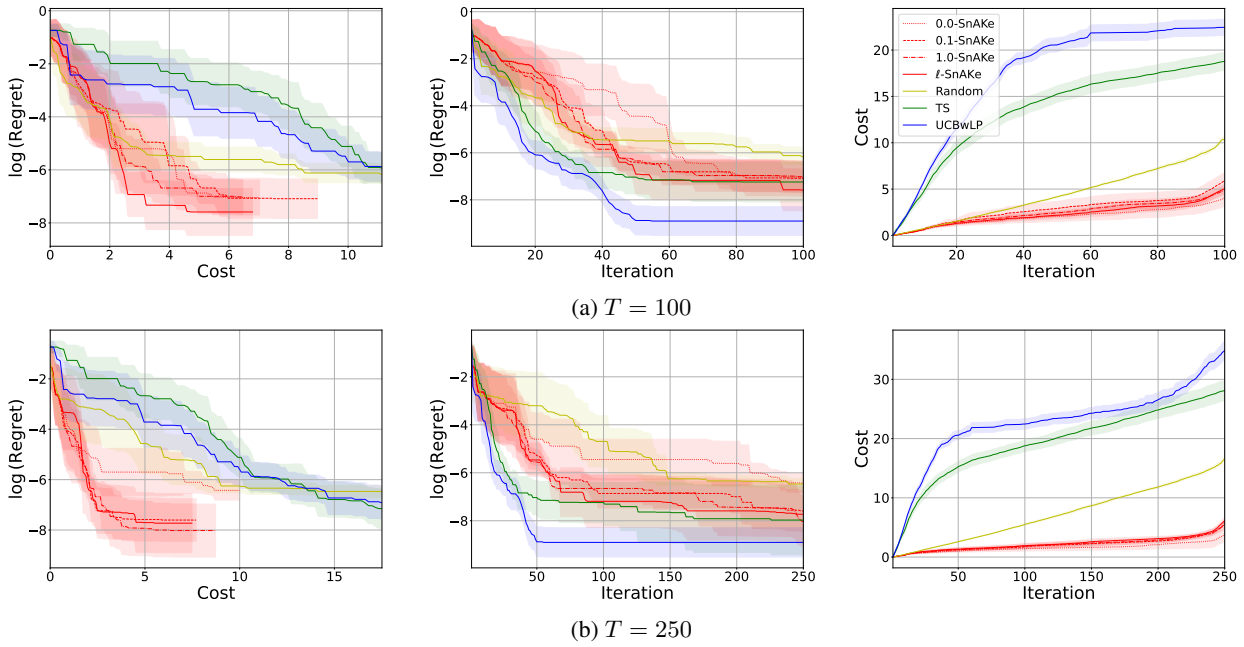 0
−2
−4
−6
−8
log (Regret)
0 2 4 6 8 10
Cost
0
−2
−4
−6
−8
log (Regret)
20 40 60 80 100
Iteration
20
15
10
5
0
Cost
20 40 60 80 100
Iteration
0.0-SnAKe
0.1-SnAKe
1.0-SnAKe
ℓ-SnAKe
Random
TS
UCBwLP
(a) T = 100
−2
−4
−6
−8
log (Regret)
0 5 10 15
Cost
−2
−4
−6
−8
log (Regret)
50 100 150 200 250
Iteration
30
20
10
0
Cost
50 100 150 200 250
Iteration
(b) T = 250